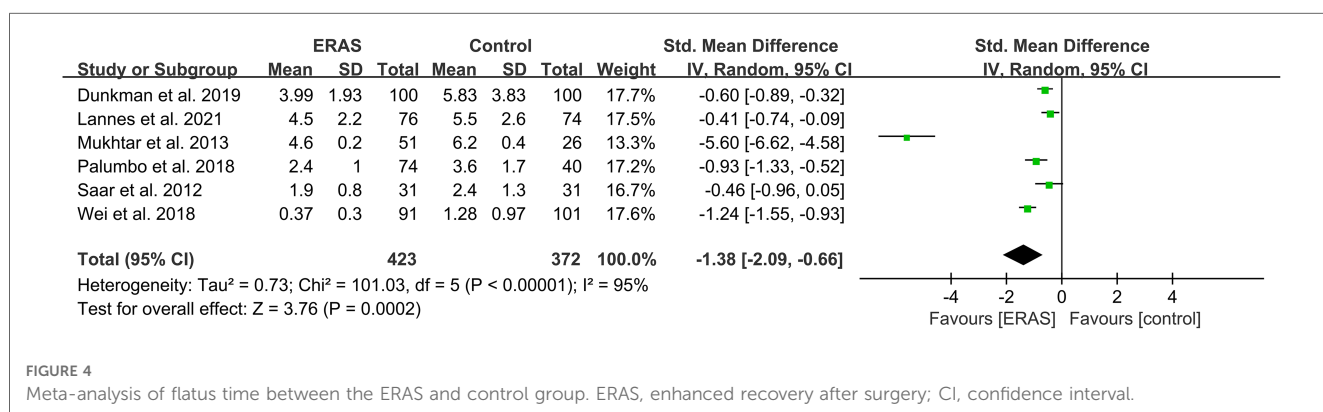 ERAS Control Std. Mean Difference Std. Mean Difference
Study or Subgroup Mean SD Total Mean SD Total Weight IV, Random, 95% CI IV, Random, 95% CI
Dunkman et al. 2019 3.99 1.93 100 5.83 3.83 100 17.7% -0.60 [-0.89, -0.32]
Lannes et al. 2021 4.5 2.2 76 5.5 2.6 74 17.5% -0.41 [-0.74, -0.09]
Mukhtar et al. 2013 4.6 0.2 51 6.2 0.4 26 13.3% -5.60 [-6.62, -4.58]
Palumbo et al. 2018 2.4 1 74 3.6 1.7 40 17.2% -0.93 [-1.33, -0.52]
Saar et al. 2012 1.9 0.8 31 2.4 1.3 31 16.7% -0.46 [-0.96, 0.05]
Wei et al. 2018 0.37 0.3 91 1.28 0.97 101 17.6% -1.24 [-1.55, -0.93]
Total (95% CI) 423 372 100.0% -1.38 [-2.09, -0.66]
Heterogeneity: Tau² = 0.73; Chi² = 101.03, df = 5 (P < 0.00001); I² = 95%
Test for overall effect: Z = 3.76 (P = 0.0002)
-4 -2 0 2 4
Favours [ERAS] Favours [control]
FIGURE 4
Meta-analysis of flatus time between the ERAS and control group. ERAS, enhanced recovery after surgery; CI, confidence interval.